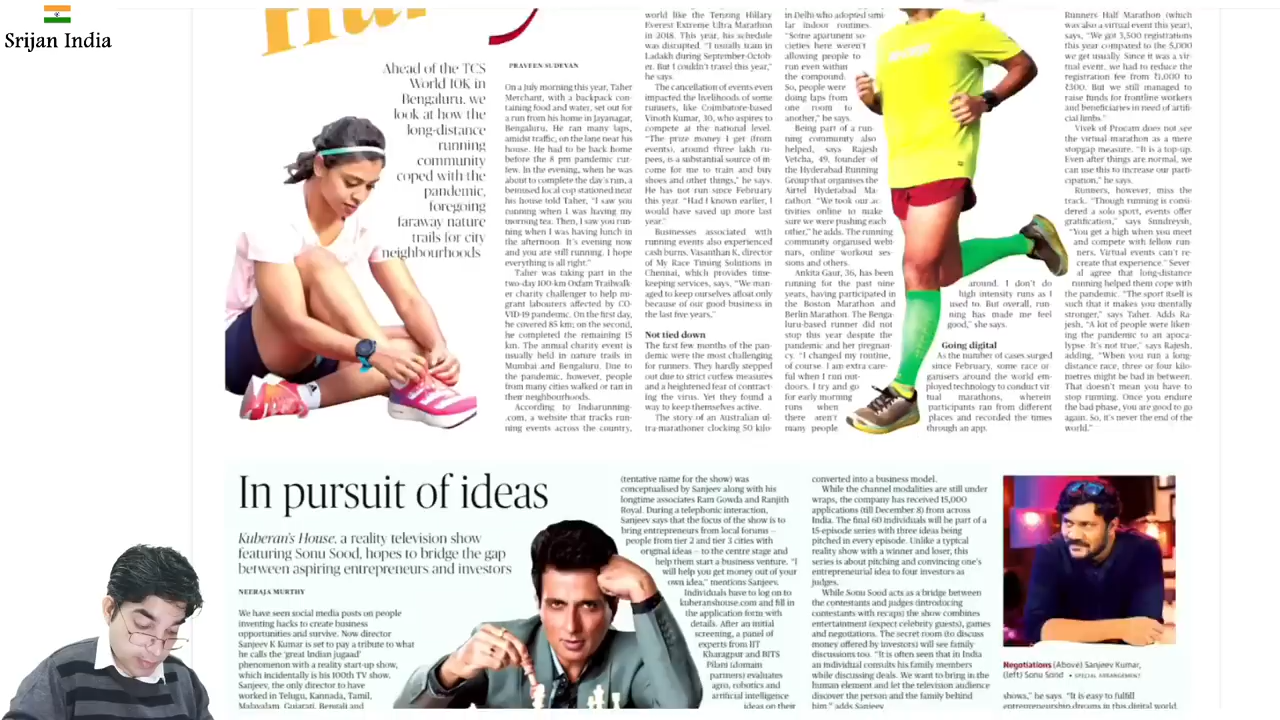 Srijan India
Ahead of the TCS
World 10K in
Bengaluru, we
look at how the
long-distance
running
community
coped with the
pandemic,
foregoing
faraway nature
trails for city
neighbourhoods
PRAVEEN SUDEVAN
On a July morning this year, Taher
Merchant, with a backpack con-
taining food and water, set out for
a run from his home in Jayanagar,
Bengaluru. He ran many laps,
amidst traffic, on the lane near his
house. He had to be back home
before the 8 pm pandemic cur-
few. In the evening, when he was
about to complete the day's run, a
bemused local cop stationed near
his house told Taher, "I saw you
running when I was having my
morning tea. Then, I saw you run-
ning when I was having lunch in
the afternoon. It's evening now
and you are still running. I hope
everything is all right."
Taher was taking part in the
two-day 100-km Oxfam Trailwalk-
er charity challenger to help mi-
grant labourers affected by CO-
VID-19 pandemic. On the first day,
he covered 85 km; on the second,
he completed the remaining 15
km. The annual charity event is
usually held in nature trails in
Mumbai and Bengaluru. Due to
the pandemic, however, people
from many cities walked or ran in
their neighbourhoods.
According to Indiarunning
.com, a website that tracks run-
ning events across the country,
world like the Tenzing Hillary
Everest Extreme Ultra Marathon
in 2018. This year, his schedule
was disrupted. "I usually train in
Ladakh during September-Octob-
er. But I couldn't travel this year,"
he says.
The cancellation of events even
impacted the livelihoods of some
runners, like Coimbatore-based
Vinoth Kumar, 30, who aspires to
compete at the national level.
"The prize money I get (from
events), around three lakh ru-
pees, is a substantial source of in-
come for me to train and buy
shoes and other things," he says.
He has not run since February
this year. "Had I known earlier, I
would have saved up more last
year."
Businesses associated with
running events also experienced
cash burns. Vasanthan K, director
of My Race Timing Solutions in
Chennai, which provides time-
keeping services, says, "We man-
aged to keep ourselves afloat only
because of our good business in
the last five years."
Not tied down
The first few months of the pan-
demic were the most challenging
for runners. They hardly stepped
out due to strict curfew measures
and a heightened fear of contract-
ing the virus. Yet they found a
way to keep themselves active.
The story of an Australian ul-
tra-marathoner clocking 50 kilo-
in Delhi who adopted simi-
lar indoor routines.
"Some apartment so-
cieties here weren't
allowing people to
run even within
the compound.
So, people were
doing laps from
one room to
another," he says.
Being part of a run-
ning community also
helped, says Rajesh
Vetcha, 49, founder of
the Hyderabad Running
Group that organises the
Airtel Hyderabad Ma-
rathon. "We took our ac-
tivities online to make
sure we were pushing each
other," he adds. The running
community organised webi-
nars, online workout ses-
sions and others.
Ankita Gaur, 36, has been
running for the past nine
years, having participated in
the Boston Marathon and
Berlin Marathon. The Benga-
luru-based runner did not
stop this year despite the
pandemic and her pregnan-
cy. "I changed my routine,
of course. I am extra care-
ful when I run out-
doors. I try and go
for early morning
runs when
there aren't
many people
around. I don't do
high intensity runs as I
used to. But overall, run-
ning has made me feel
good," she says.
Going digital
As the number of cases surged
since February, some race or-
ganisers around the world em-
ployed technology to conduct vir-
tual marathons, wherein
participants ran from different
places and recorded the times
through an app.
Runners Half Marathon (which
was also a virtual event this year),
says, "We got 3,500 registrations
this year compared to the 5,000
we get usually. Since it was a vir-
tual event, we had to reduce the
registration fee from ₹1,000 to
₹300. But we still managed to
raise funds for frontline workers
and beneficiaries in need of artifi-
cial limbs."
Vivek of Procam does not see
the virtual-marathon as a mere
stopgap measure. "It is a top-up.
Even after things are normal, we
can use this to increase our parti-
cipation," he says.
Runners, however, miss the
track. "Though running is consi-
dered a solo sport, events offer
gratification," says Sundreysh,
"You get a high when you meet
and compete with fellow run-
ners. Virtual events can't re-
create that experience." Sever-
al agree that long-distance
running helped them cope with
the pandemic. "The sport itself is
such that it makes you mentally
stronger," says Taher. Adds Ra-
jesh, "A lot of people were liken-
ing the pandemic to an apoca-
lypse. It's not true," says Rajesh,
adding, "When you run a long-
distance race, three or four kilo-
metres might be bad in between.
That doesn't mean you have to
stop running. Once you endure
the bad phase, you are good to go
again. So, it's never the end of the
world."
In pursuit of ideas
Kuberan's House, a reality television show
featuring Sonu Sood, hopes to bridge the gap
between aspiring entrepreneurs and investors
NEERAJA MURTHY
We have seen social media posts on people
inventing hacks to create business
opportunities and survive. Now director
Sanjeev K Kumar is set to pay a tribute to what
he calls the 'great Indian jugaad'
phenomenon with a reality start-up show,
which incidentally is his 100th TV show.
Sanjeev, the only director to have
worked in Telugu, Kannada, Tamil,
Malayalam, Gujarati, Bengali and
(tentative name for the show) was
conceptualised by Sanjeev along with his
longtime associates Ram Gowda and Ranjith
Royal. During a telephonic interaction,
Sanjeev says that the focus of the show is to
bring entrepreneurs from local forums —
people from tier 2 and tier 3 cities with
original ideas — to the centre stage and
help them start a business venture. "I
will help you get money out of your
own idea," mentions Sanjeev.
Individuals have to log on to
kuberanshouse.com and fill in
the application form with
details. After an initial
screening, a panel of
experts from IIT
Kharagpur and BITS
Pilani (domain
partners) evaluates
agro, robotics and
artificial intelligence
ideas on their
converted into a business model.
While the channel modalities are still under
wraps, the company has received 15,000
applications (till December 8) from across
India. The final 60 individuals will be part of a
15-episode series with three ideas being
pitched in every episode. Unlike a typical
reality show with a winner and loser, this
series is about pitching and convincing one's
entrepreneurial idea to four investors as
judges.
While Sonu Sood acts as a bridge between
the contestants and judges (introducing
contestants with recaps) the show combines
entertainment (expect celebrity guests), games
and negotiations. The secret room (to discuss
money offered by investors) will see family
discussions too. "It is often seen that in India
an individual consults his family members
while discussing deals. We want to bring in the
human element and let the television audience
discover the person and the family behind
him," adds Sanjeev.
Negotiations (Above) Sanjeev Kumar,
(left) Sonu Sood • SPECIAL ARRANGEMENT
shows," he says. "It is easy to fulfill
entrepreneurship dreams in this digital world.